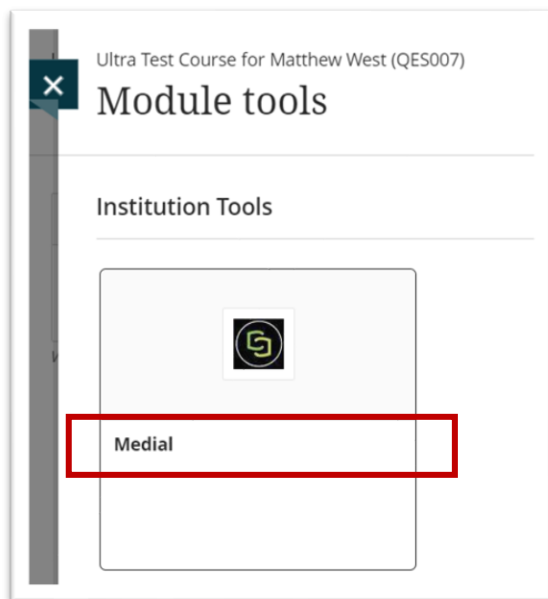 Ultra Test Course for Matthew West (QES007)
Module tools
Institution Tools
Medial